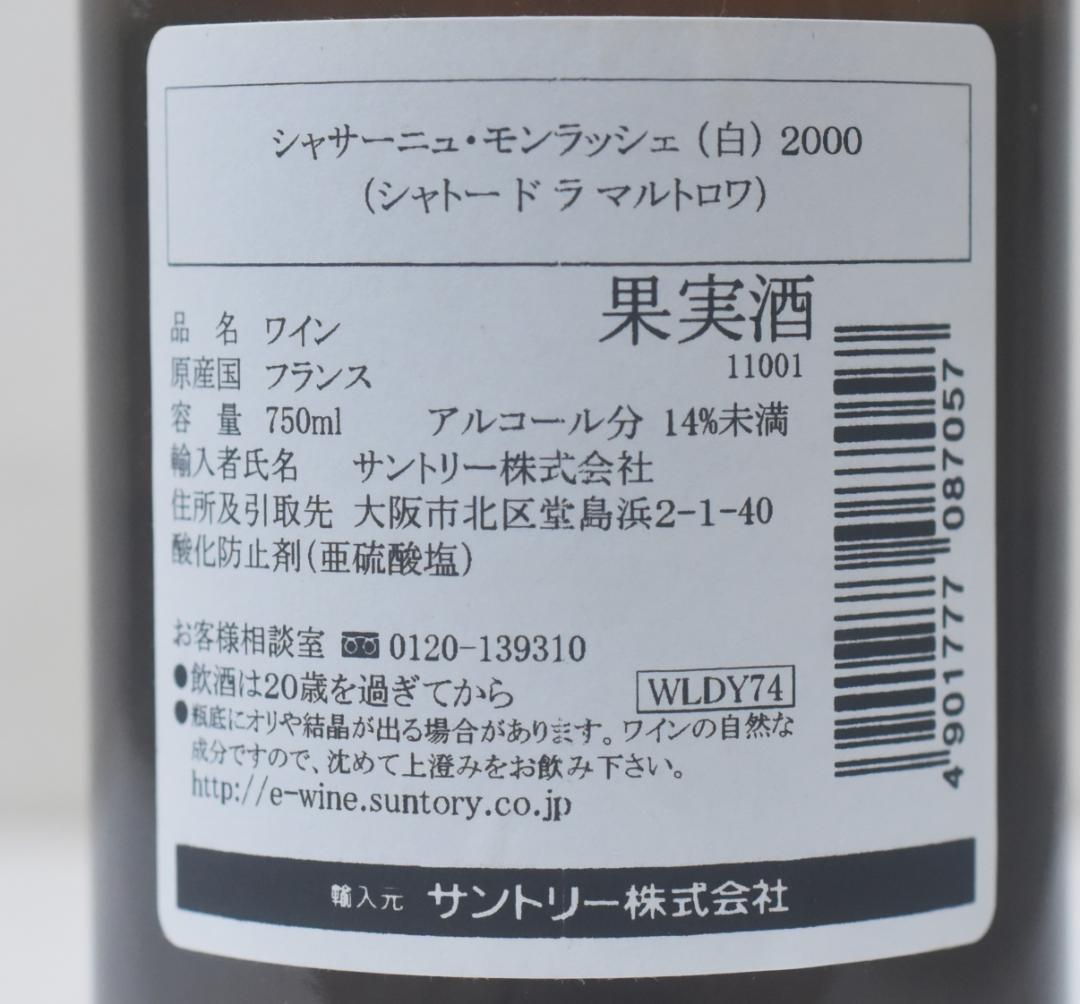 シャサーニュ・モンラッシェ（白）2000
（シャトー ド ラ マルトロワ）
果実酒
11001
品 名 ワイン
原産国 フランス
容 量 750ml アルコール分 14%未満
輸入者氏名 サントリー株式会社
住所及引取先 大阪市北区堂島浜2-1-40
酸化防止剤（亜硫酸塩）
お客様相談室 0120-139310
●飲酒は20歳を過ぎてから
WLDY74
●瓶底にオリや結晶が出る場合があります。ワインの自然な
成分ですので、沈めて上澄みをお飲み下さい。
http://e-wine.suntory.co.jp
4 901777 087057
輸入元 サントリー株式会社